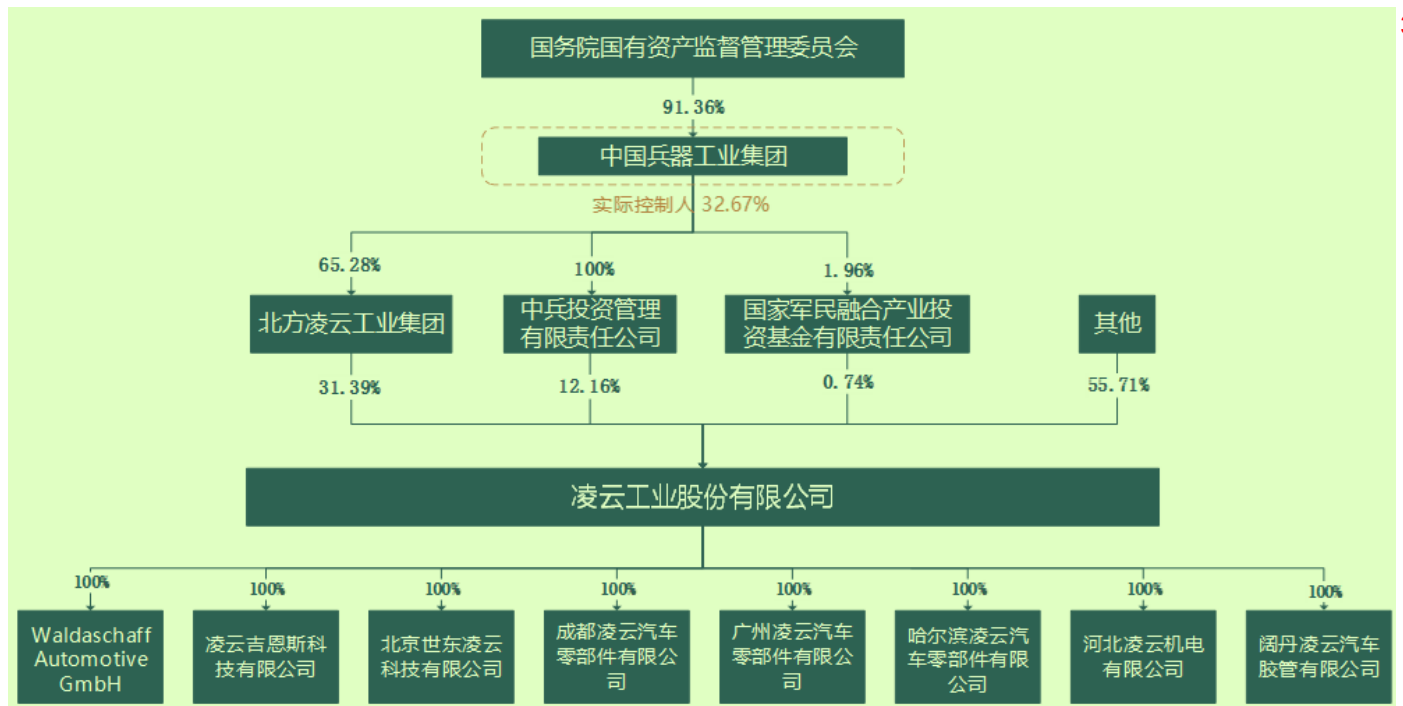 国务院国有资产监督管理委员会
91.36%
中国兵器工业集团
实际控制人 32.67%
65.28%
100%
1.96%
北方凌云工业集团
中兵投资管理
有限责任公司
国家军民融合产业投
资基金有限责任公司
其他
31.39%
12.16%
0.74%
55.71%
凌云工业股份有限公司
100%
100%
100%
100%
100%
100%
100%
100%
Waldaschaff
Automotive
GmbH
凌云吉恩斯科
技有限公司
北京世东凌云
科技有限公司
成都凌云汽车
零部件有限公
司
广州凌云汽车
零部件有限公
司
哈尔滨凌云汽
车零部件有限
公司
河北凌云机电
有限公司
阔丹凌云汽车
胶管有限公司